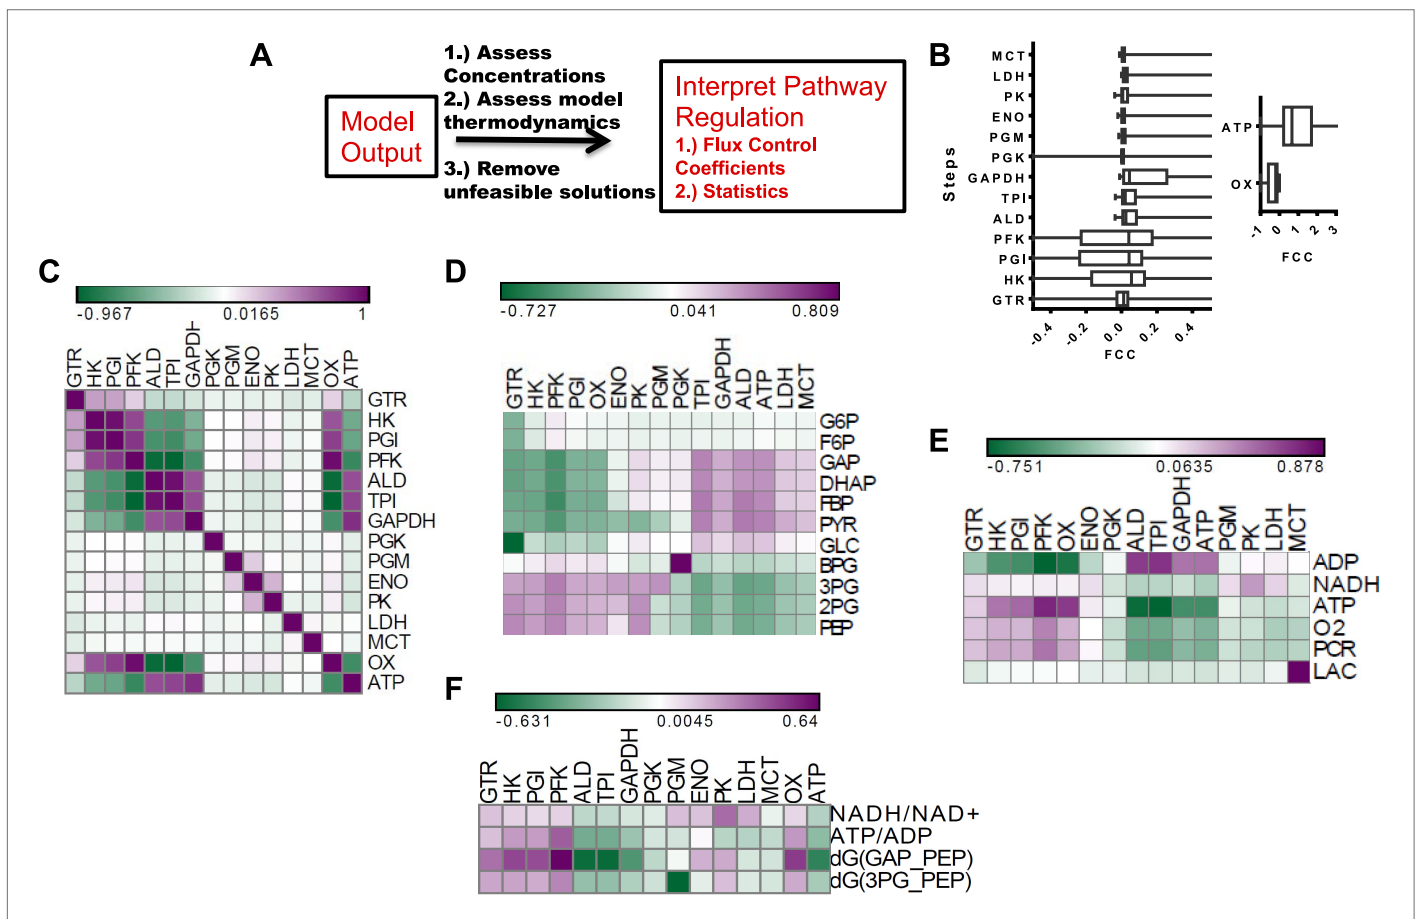 A
1.) Assess
Concentrations
2.) Assess model
thermodynamics
3.) Remove
unfeasible solutions
Model
Output
Interpret Pathway
Regulation
1.) Flux Control
Coefficients
2.) Statistics
B
Steps
MCT
LDH
PK
ENO
PGM
PGK
GAPDH
TPI
ALD
PFK
PGI
HK
GTR
-0.4 -0.2 0.0 0.2 0.4
FCC
ATP
OX
-1 0 1 2 3
FCC
C
-0.967 0.0165 1
GTR HK PGI PFK ALD TPI GAPDH PGK PGM ENO PK LDH MCT OX ATP
GTR
HK
PGI
PFK
ALD
TPI
GAPDH
PGK
PGM
ENO
PK
LDH
MCT
OX
ATP
D
-0.727 0.041 0.809
GTR HK PFK PGI OX ENO PK PGM PGK TPI GAPDH ALD ATP LDH MCT
G6P
F6P
GAP
DHAP
FBP
PYR
GLC
BPG
3PG
2PG
PEP
E
-0.751 0.0635 0.878
GTR HK PGI PFK OX ENO PGK ALD TPI GAPDH ATP PGM PK LDH MCT
ADP
NADH
ATP
O2
PCR
LAC
F
-0.631 0.0045 0.64
GTR HK PGI PFK ALD TPI GAPDH PGK PGM ENO PK LDH MCT OX ATP
NADH/NAD+
ATP/ADP
dG(GAP_PEP)
dG(3PG_PEP)